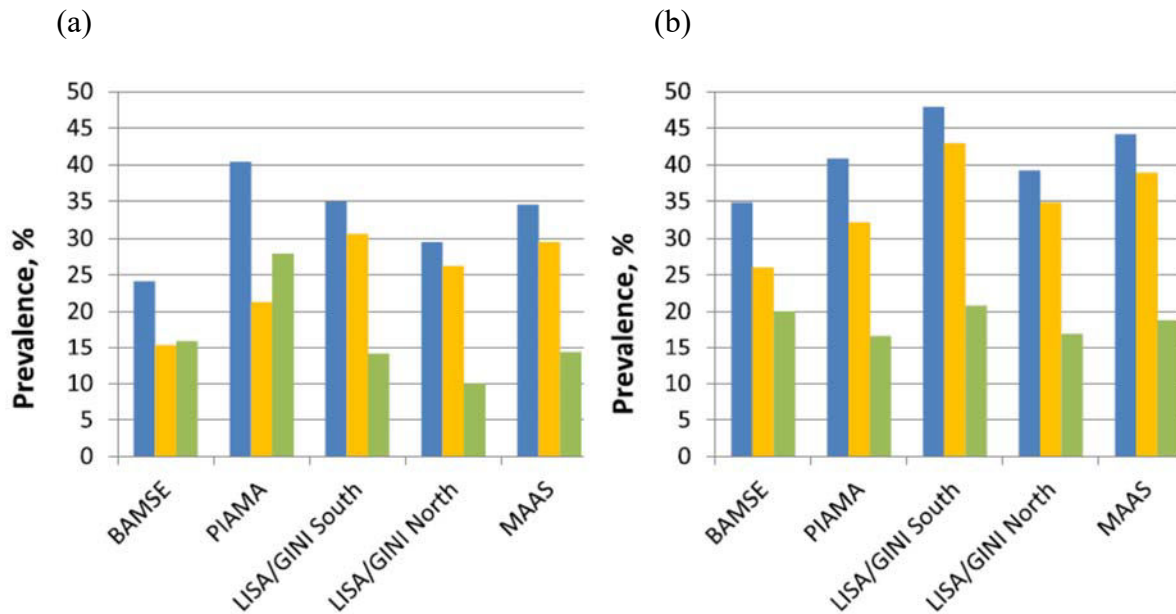 (a)
(b)
Prevalence, %
50
45
40
35
30
25
20
15
10
5
0
BAMSE
PIAMA
LISA/GINI South
LISA/GINI North
MAAS
Prevalence, %
50
45
40
35
30
25
20
15
10
5
0
BAMSE
PIAMA
LISA/GINI South
LISA/GINI North
MAAS